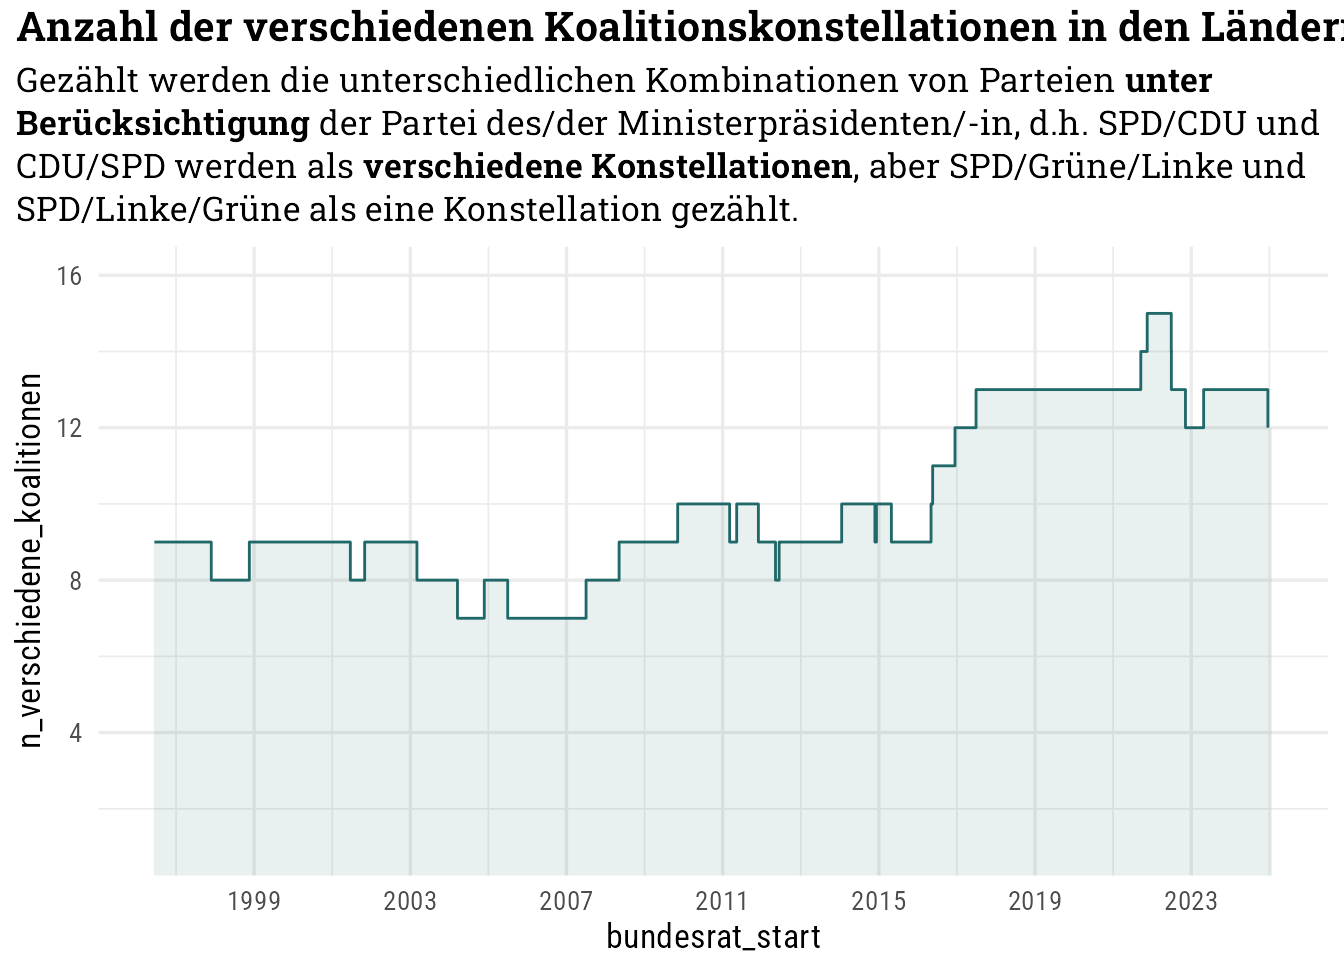 Anzahl der verschiedenen Koalitionskonstellationen in den Länder
Gezählt werden die unterschiedlichen Kombinationen von Parteien unter
Berücksichtigung der Partei des/der Ministerpräsidenten/-in, d.h. SPD/CDU und
CDU/SPD werden als verschiedene Konstellationen, aber SPD/Grüne/Linke und
SPD/Linke/Grüne als eine Konstellation gezählt.
16
12
8
4
n_verschiedene_koalitionen
1999 2003 2007 2011 2015 2019 2023
bundesrat_start